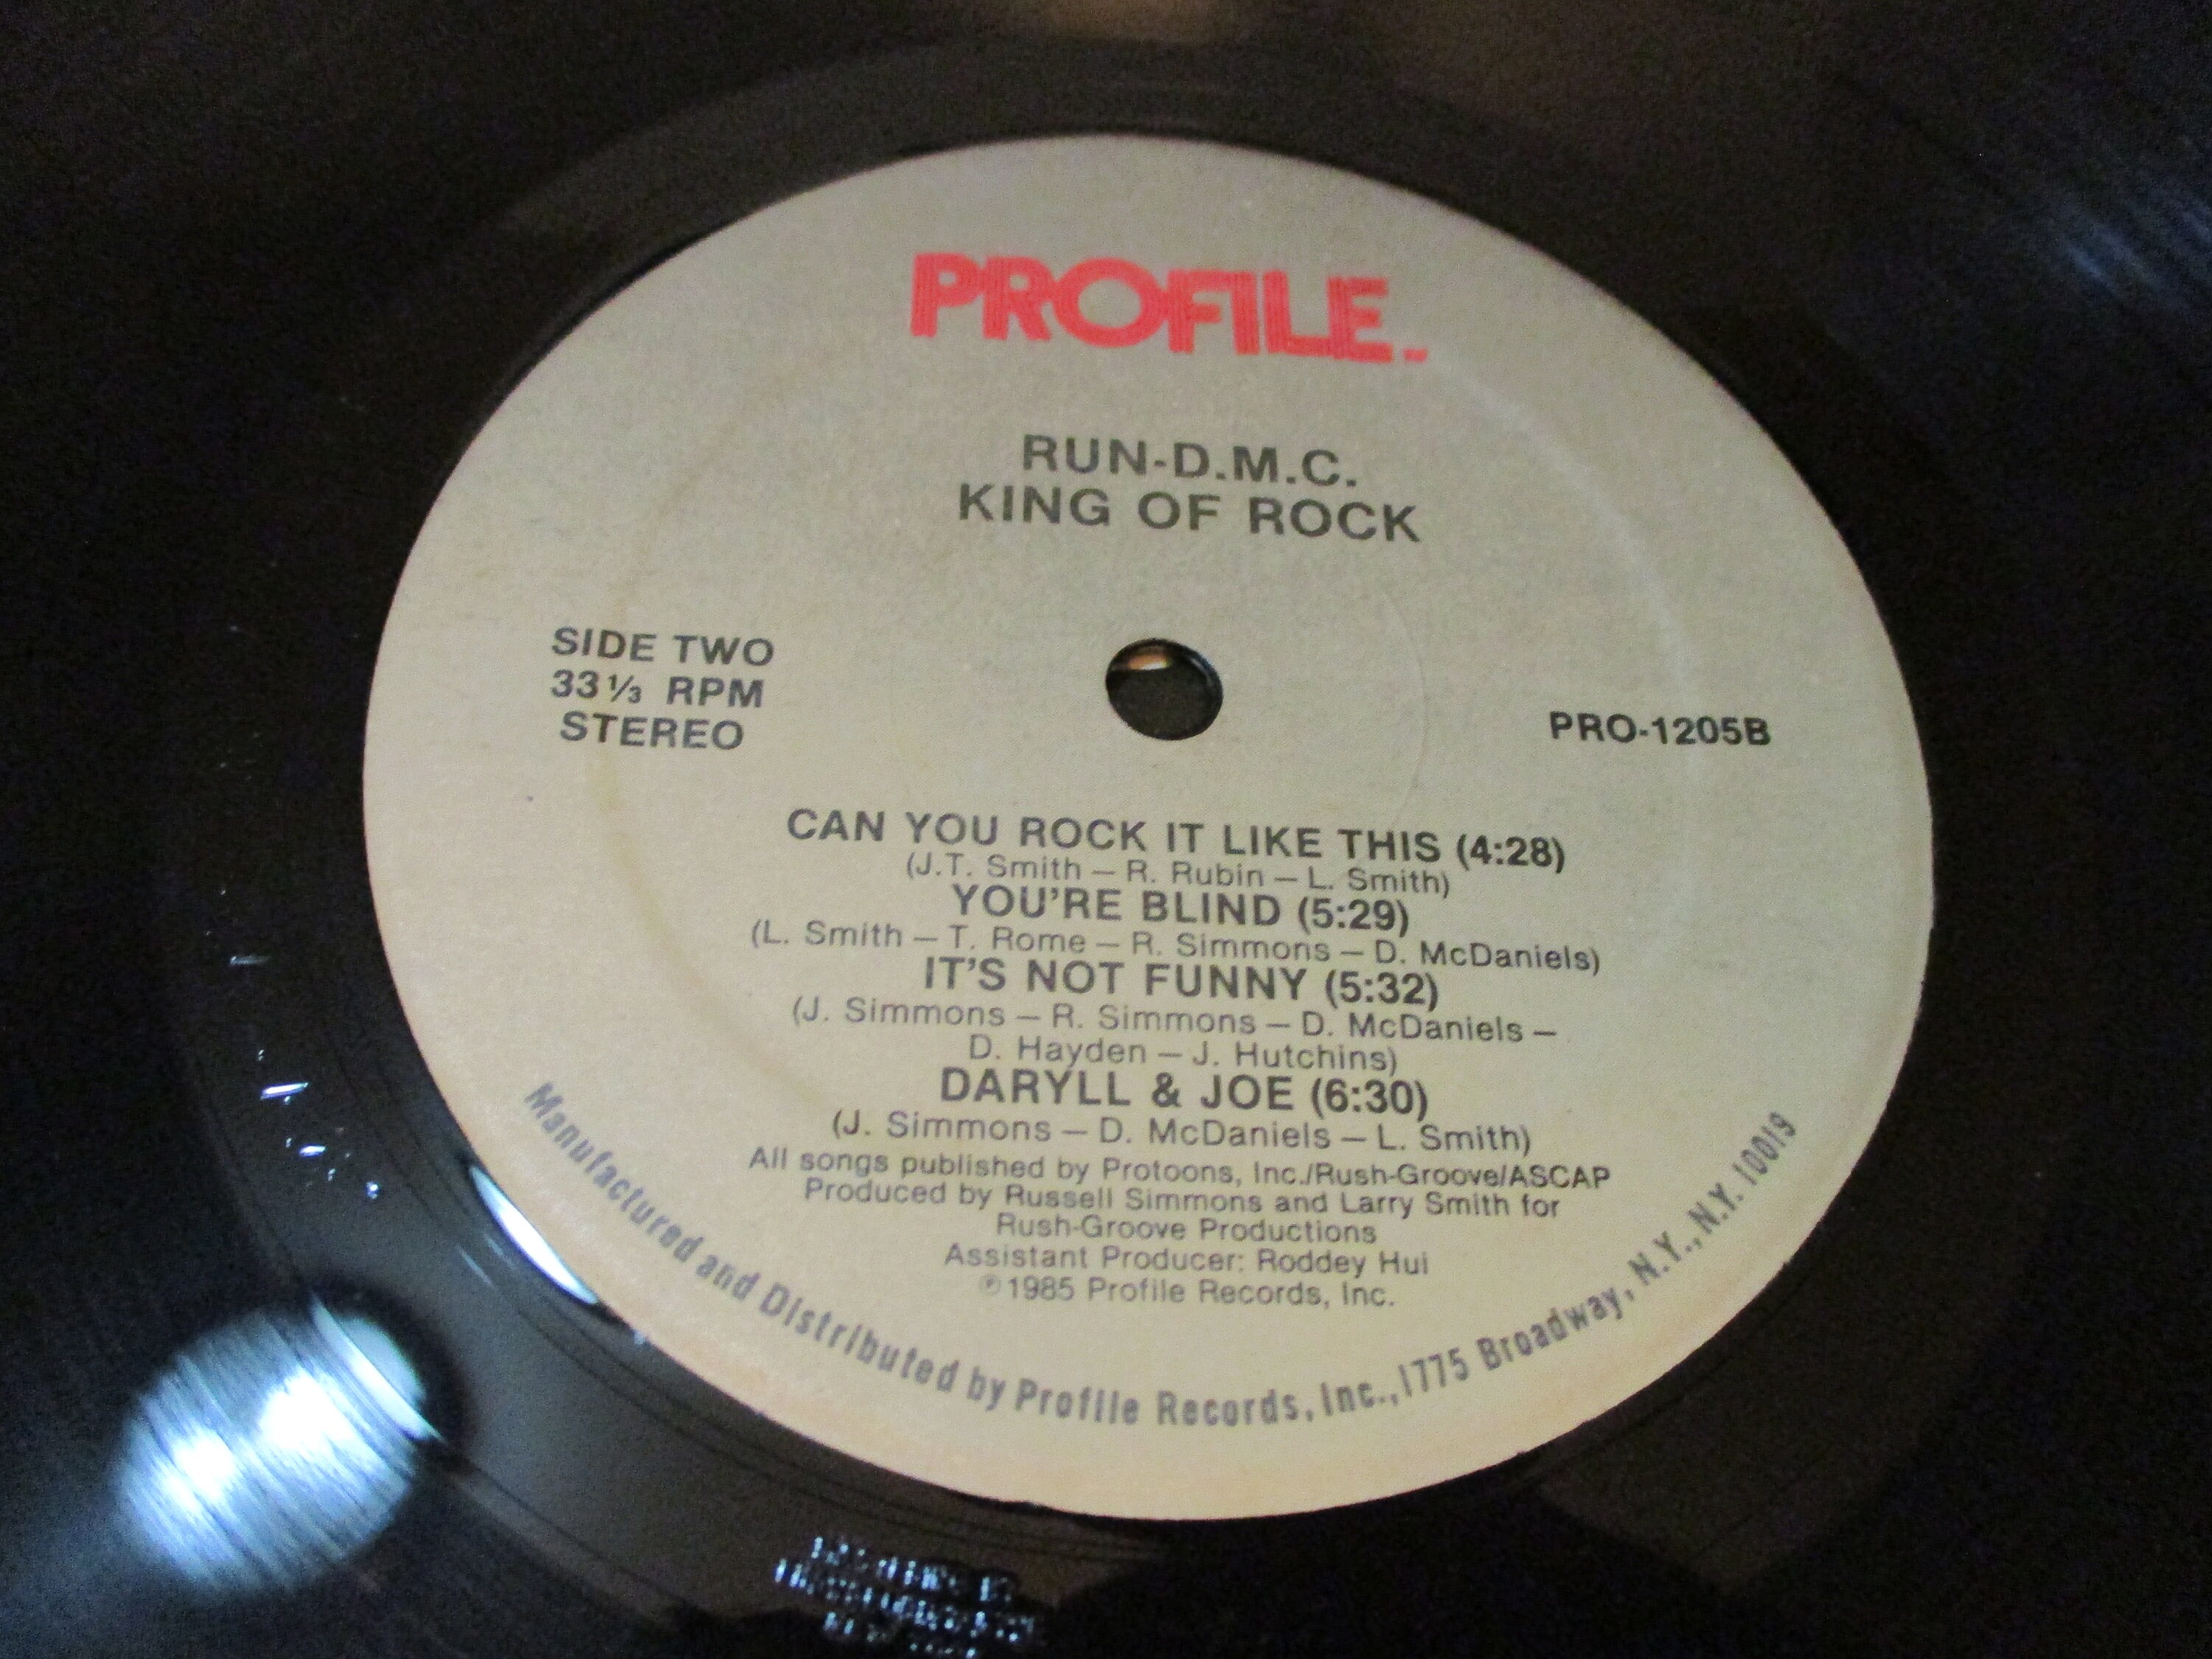 PROFILE
RUN-D.M.C.
KING OF ROCK
SIDE TWO
33 1/3 RPM
STEREO
PRO-1205B
CAN YOU ROCK IT LIKE THIS (4:28)
(J.T. Smith — R. Rubin — L. Smith)
YOU'RE BLIND (5:29)
(L. Smith — T. Rome — R. Simmons — D. McDaniels)
IT'S NOT FUNNY (5:32)
(J. Simmons — R. Simmons — D. McDaniels —
D. Hayden — J. Hutchins)
DARYLL & JOE (6:30)
(J. Simmons — D. McDaniels — L. Smith)
All songs published by Protoons, Inc./Rush-Groove/ASCAP
Produced by Russell Simmons and Larry Smith for
Rush-Groove Productions
Assistant Producer: Roddey Hui
℗1985 Profile Records, Inc.
Manufactured and Distributed by Profile Records, Inc., 1775 Broadway, N.Y., N.Y. 10019